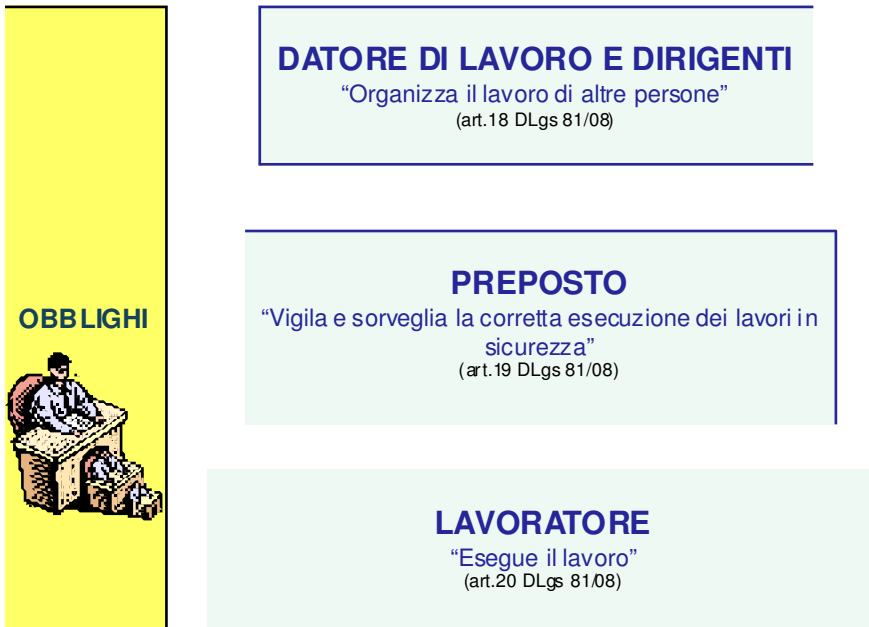 DATORE DI LAVORO E DIRIGENTI
“Organizza il lavoro di altre persone”
(art.18 DLgs 81/08)
OBBLIGHI
PREPOSTO
“Vigila e sorveglia la corretta esecuzione dei lavori in
sicurezza”
(art.19 DLgs 81/08)
LAVORATORE
“Esegue il lavoro”
(art.20 DLgs 81/08)